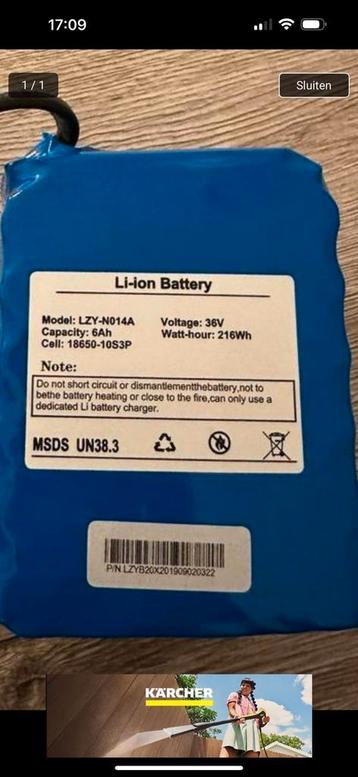 17:09
1 / 1
Sluiten
Li-ion Battery
Model: LZY-N014A Voltage: 36V
Capacity: 6Ah Watt-hour: 216Wh
Cell: 18650-10S3P
Note:
Do not short circuit or dismantlementthebattery,not to
bethe battery heating or close to the fire,can only use a
dedicated Li battery charger.
MSDS UN38.3
P/N LZYB20X201909020322
KÄRCHER